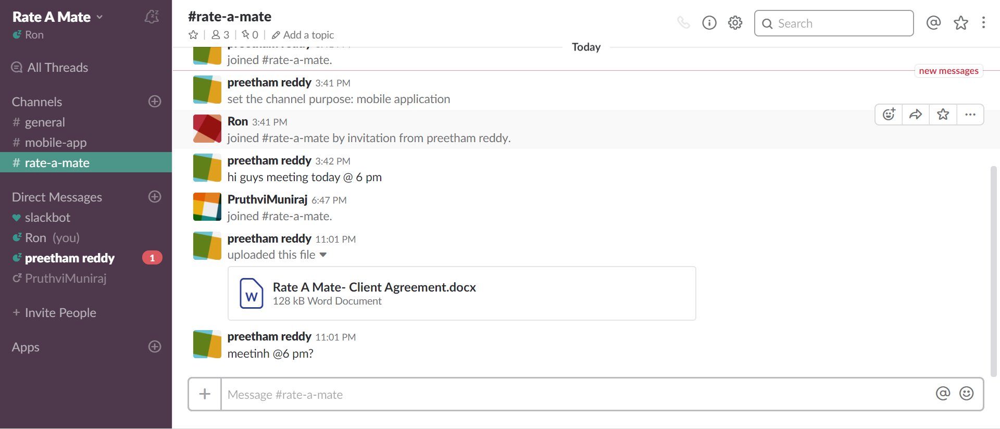 Rate A Mate
Ron
All Threads
Channels
# general
# mobile-app
# rate-a-mate
Direct Messages
slackbot
Ron (you)
preetham reddy 1
PruthviMuniraj
+ Invite People
Apps
#rate-a-mate
3 | 0 | Add a topic
Search
Today
preetham reddy
joined #rate-a-mate.
new messages
preetham reddy 3:41 PM
set the channel purpose: mobile application
Ron 3:41 PM
joined #rate-a-mate by invitation from preetham reddy.
preetham reddy 3:42 PM
hi guys meeting today @ 6 pm
PruthviMuniraj 6:47 PM
joined #rate-a-mate.
preetham reddy 11:01 PM
uploaded this file
W
Rate A Mate- Client Agreement.docx
128 kB Word Document
preetham reddy 11:01 PM
meetinh @6 pm?
Message #rate-a-mate